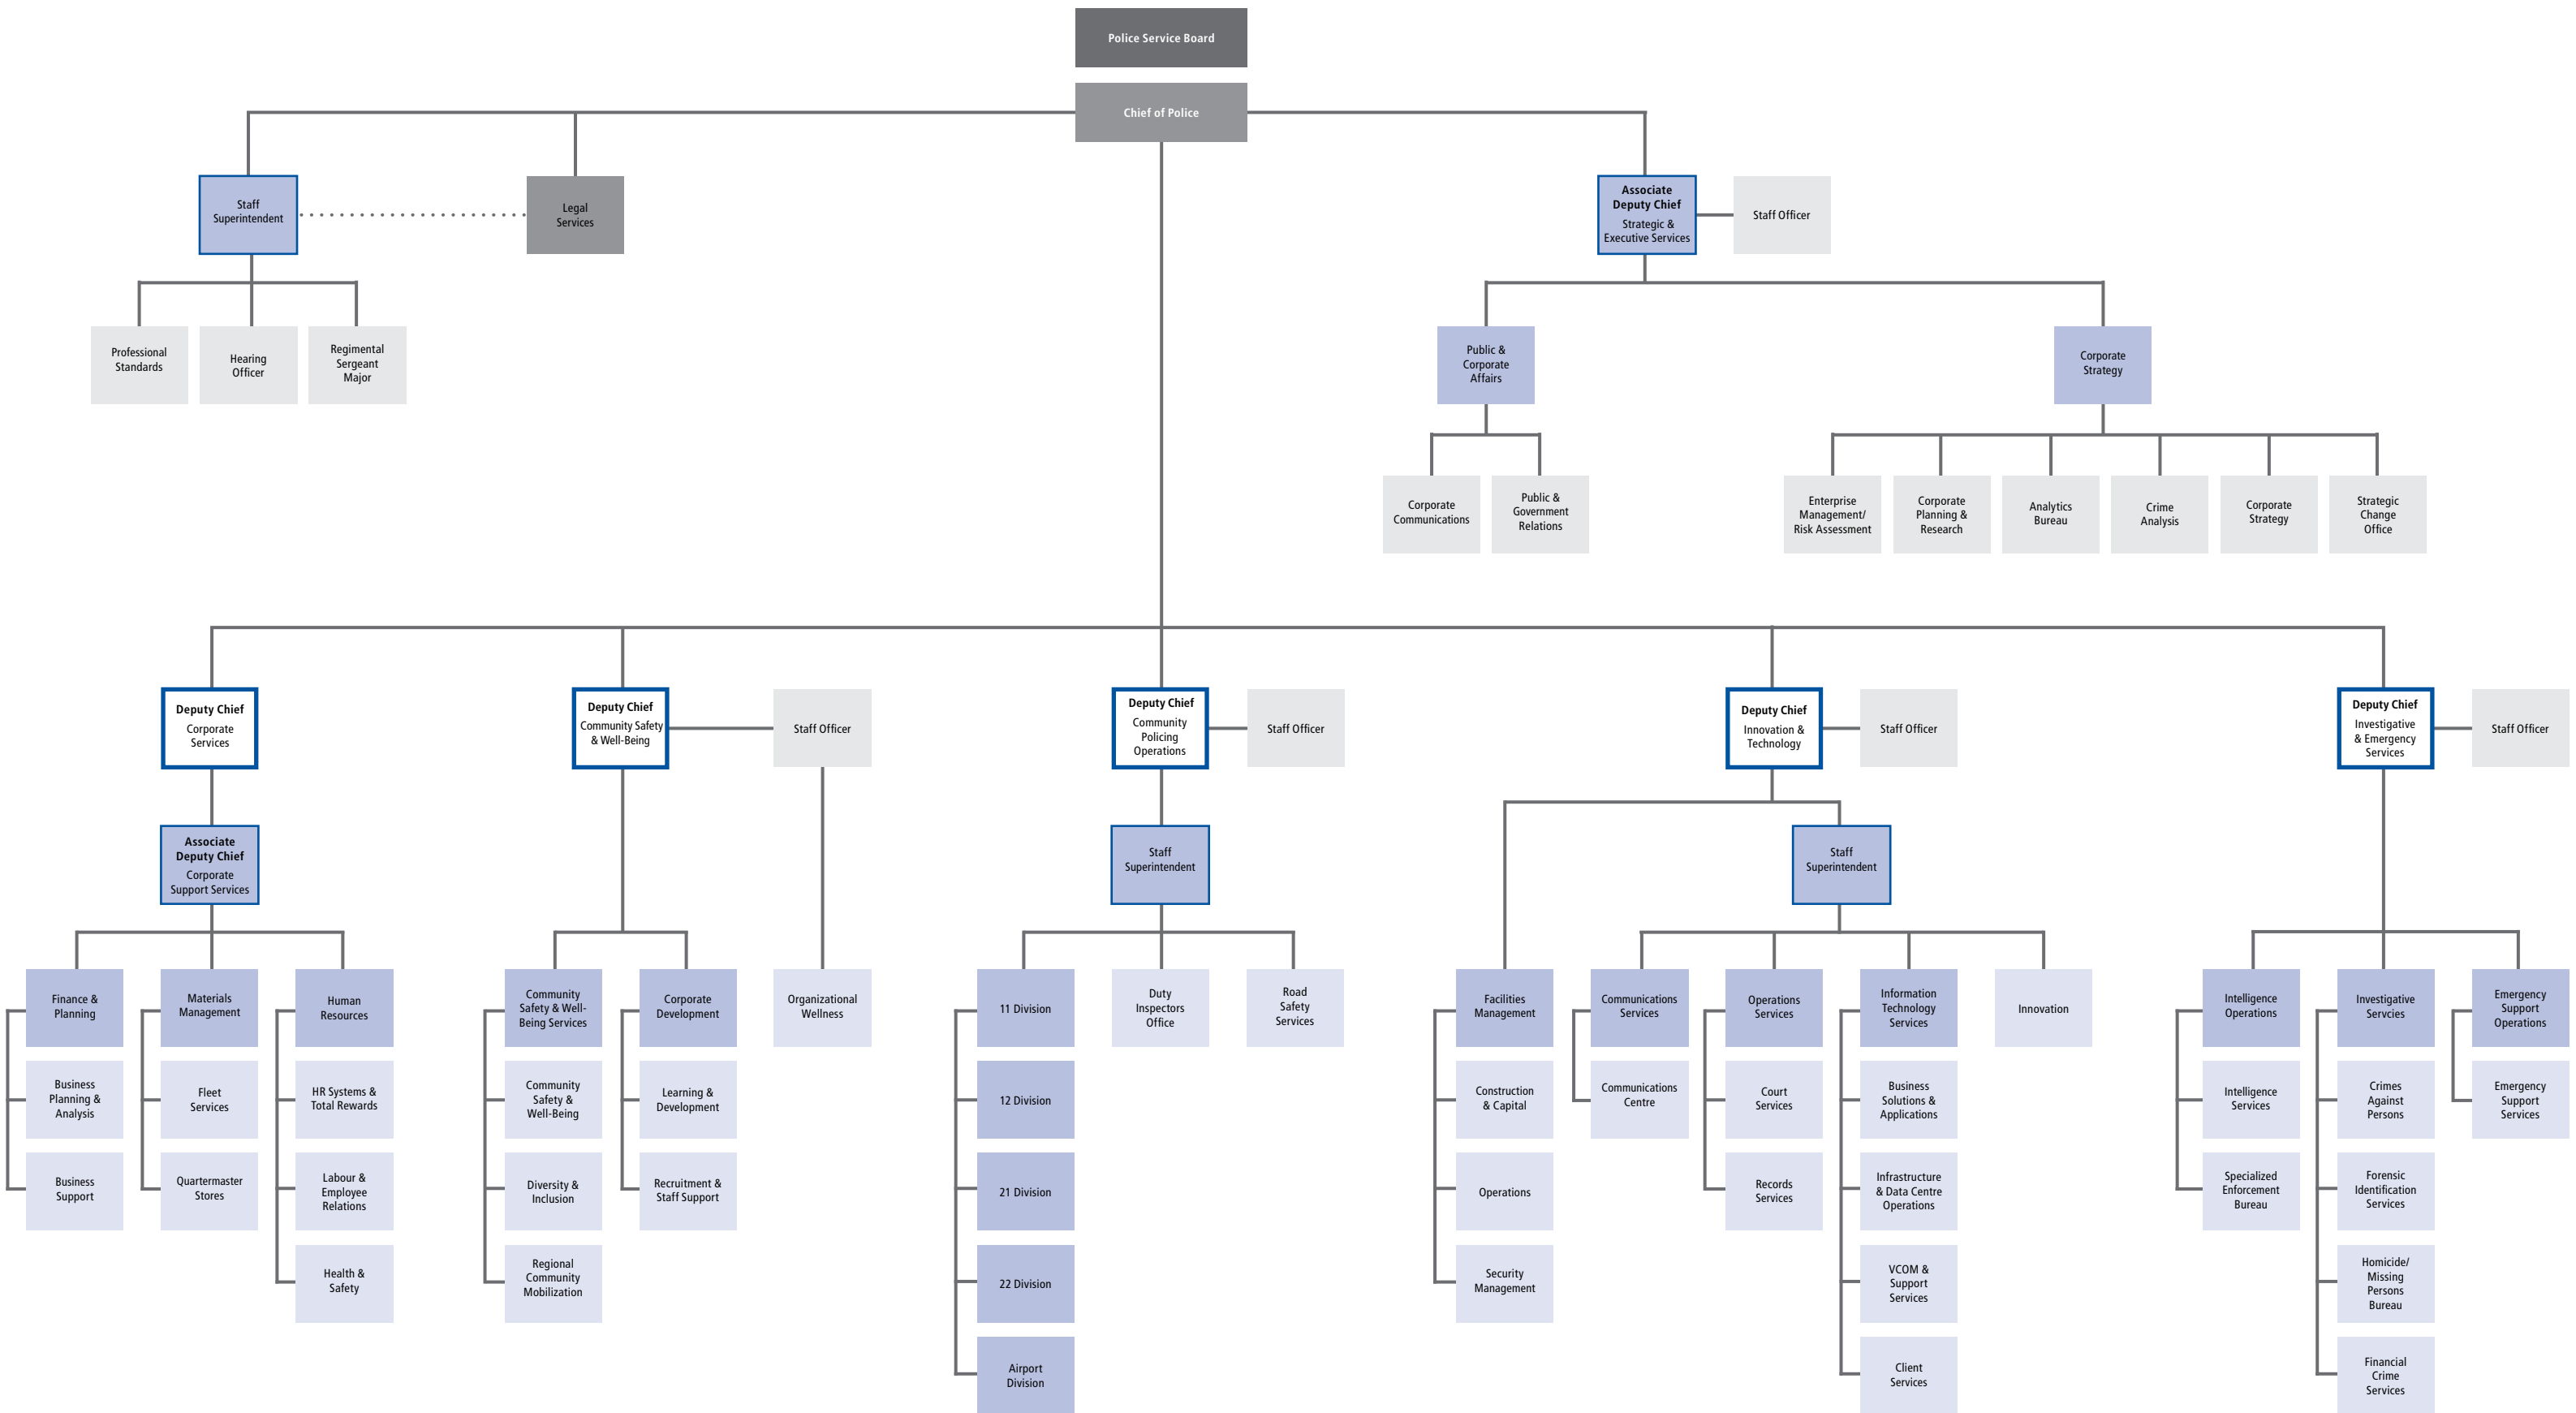 Police Service Board
Chief of Police
Staff
Superintendent
Legal
Services
Associate
Deputy Chief
Strategic &
Executive Services
Staff Officer
Professional
Standards
Hearing
Officer
Regimental
Sergeant
Major
Public &
Corporate
Affairs
Corporate
Strategy
Corporate
Communications
Public &
Government
Relations
Enterprise
Management/
Risk Assessment
Corporate
Planning &
Research
Analytics
Bureau
Crime
Analysis
Corporate
Strategy
Strategic
Change
Office
Deputy Chief
Corporate
Services
Deputy Chief
Community Safety
& Well-Being
Staff Officer
Deputy Chief
Community
Policing
Operations
Staff Officer
Deputy Chief
Innovation &
Technology
Staff Officer
Deputy Chief
Investigative
& Emergency
Services
Staff Officer
Associate
Deputy Chief
Corporate
Support Services
Staff
Superintendent
Staff
Superintendent
Finance &
Planning
Materials
Management
Human
Resources
Community
Safety & Well-
Being Services
Corporate
Development
Organizational
Wellness
11 Division
Duty
Inspectors
Office
Road
Safety
Services
Facilities
Management
Communications
Services
Operations
Services
Information
Technology
Services
Innovation
Intelligence
Operations
Investigative
Servcies
Emergency
Support
Operations
Business
Planning &
Analysis
Fleet
Services
HR Systems &
Total Rewards
Community
Safety &
Well-Being
Learning &
Development
12 Division
Construction
& Capital
Communications
Centre
Court
Services
Business
Solutions &
Applications
Intelligence
Services
Crimes
Against
Persons
Emergency
Support
Services
Business
Support
Quartermaster
Stores
Labour &
Employee
Relations
Diversity &
Inclusion
Recruitment &
Staff Support
21 Division
Operations
Records
Services
Infrastructure
& Data Centre
Operations
Specialized
Enforcement
Bureau
Forensic
Identification
Services
Health &
Safety
Regional
Community
Mobilization
22 Division
Security
Management
VCOM &
Support
Services
Homicide/
Missing
Persons
Bureau
Airport
Division
Client
Services
Financial
Crime
Services